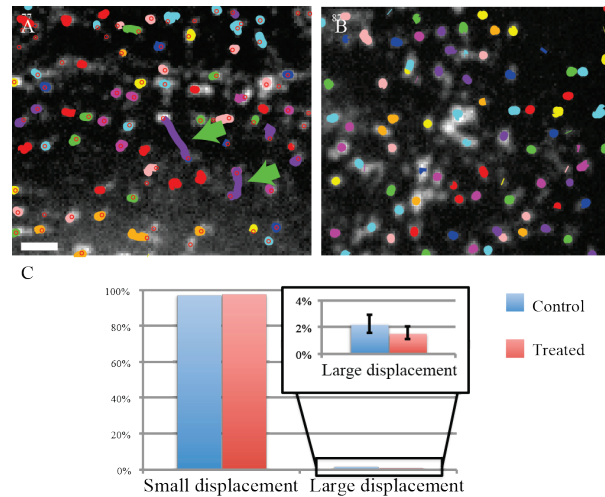 A
B
C
100%
80%
60%
40%
20%
0%
Small displacement
Large displacement
4%
2%
0%
Large displacement
Control
Treated